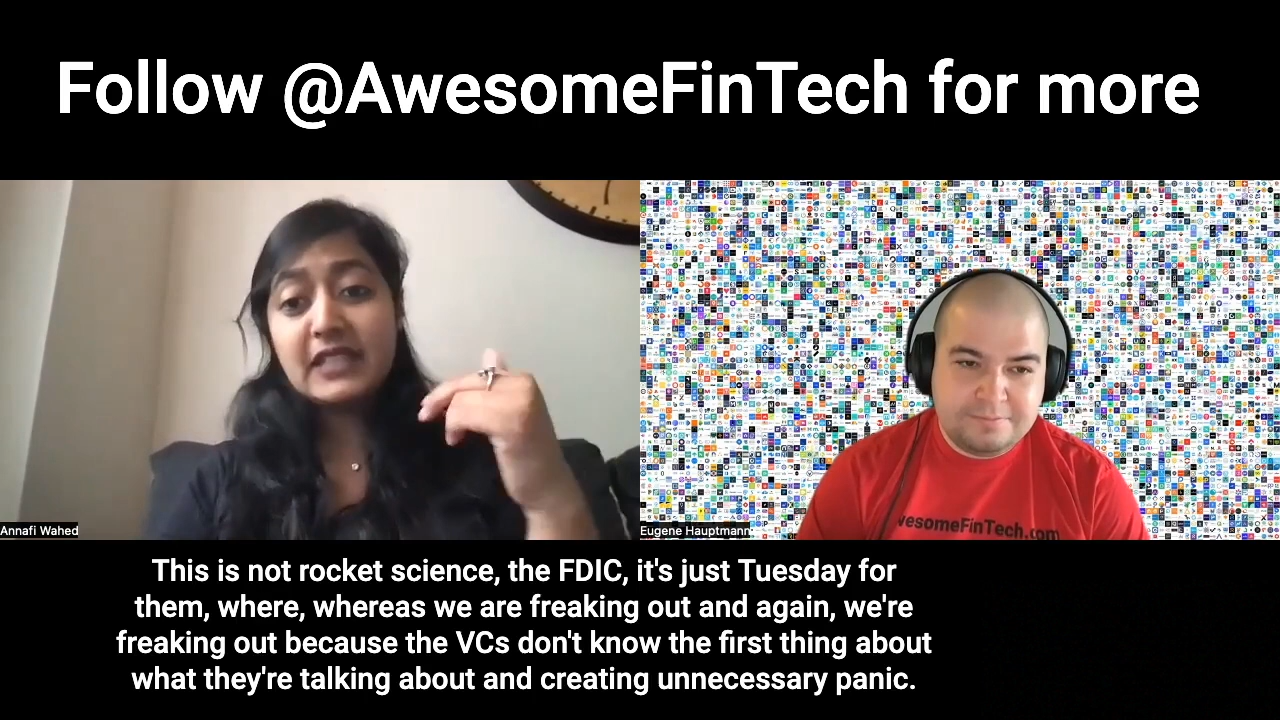 Follow @AwesomeFinTech for more
Annafi Wahed
Eugene Hauptmann
wesomeFinTech.com
This is not rocket science, the FDIC, it's just Tuesday for
them, where, whereas we are freaking out and again, we're
freaking out because the VCs don't know the first thing about
what they're talking about and creating unnecessary panic.